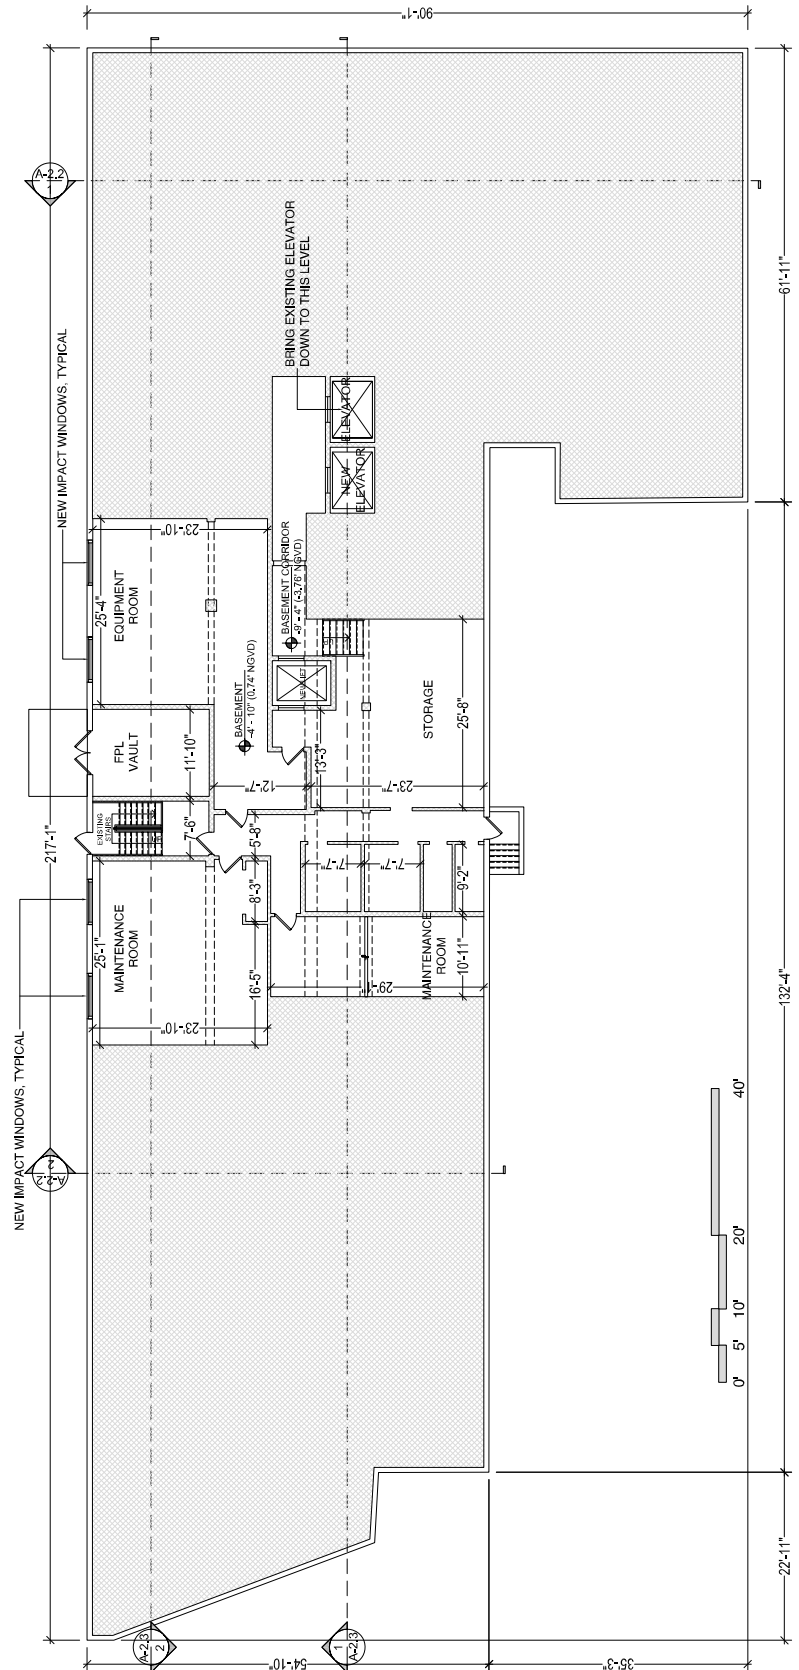 90'-1"
A-2.2
1
217'-1"
NEW IMPACT WINDOWS, TYPICAL
BRING EXISTING ELEVATOR
DOWN TO THIS LEVEL
61'-11"
ELEVATOR
NEW
ELEVATOR
23'-10"
25'-4"
EQUIPMENT
ROOM
BASEMENT CORRIDOR
-9' - 4" (-3.76' NGVD)
BASEMENT
-4' - 10" (0.74' NGVD)
STORAGE
25'-8"
FPL
VAULT
11'-10"
13'-3"
12'-7"
23'-7"
EXISTING
STAIRS
7'-6"
5'-8"
7'-7"
7'-7"
9'-2"
8'-3"
MAINTENANCE
ROOM
25'-1"
16'-5"
23'-10"
29'-1"
MAINTENANCE
ROOM
10'-11"
132'-4"
NEW IMPACT WINDOWS, TYPICAL
A-2.2
2
0'
5'
10'
20'
40'
22'-11"
A-2.3
2
54'-10"
A-2.3
1
35'-3"